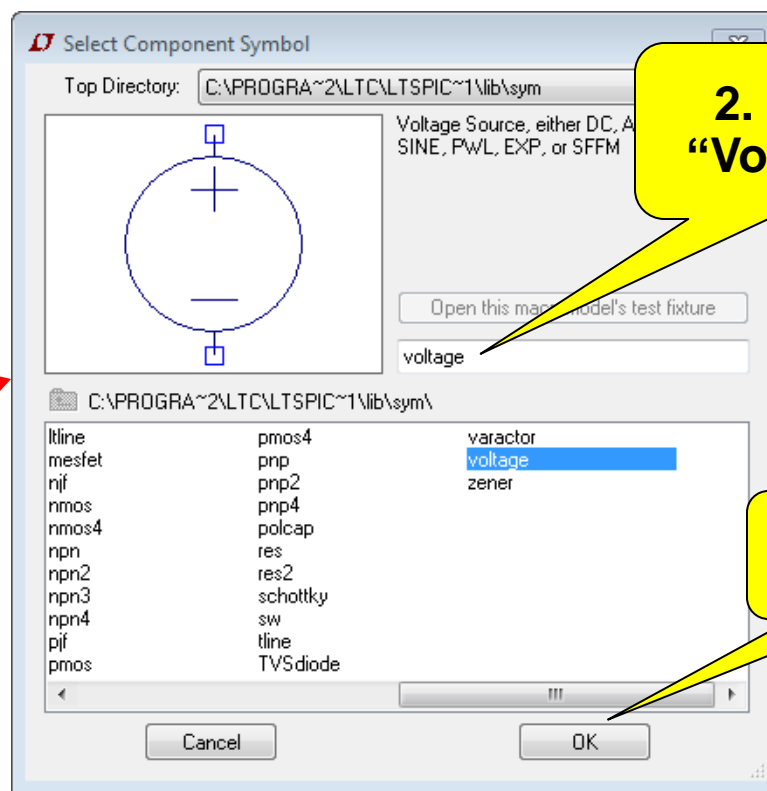 Select Component Symbol
Top Directory: C:\PROGRA~2\LTC\LTSPIC~1\lib\sym
Voltage Source, either DC, A
SINE, PWL, EXP, or SFFM
2.
“Vo
Open this mac model's test fixture
voltage
C:\PROGRA~2\LTC\LTSPIC~1\lib\sym\
ltline pmos4 varactor
mesfet pnp voltage
njf pnp2 zener
nmos pnp4
nmos4 polcap
npn res
npn2 res2
npn3 schottky
npn4 sw
pjf tline
pmos TVSdiode
Cancel OK